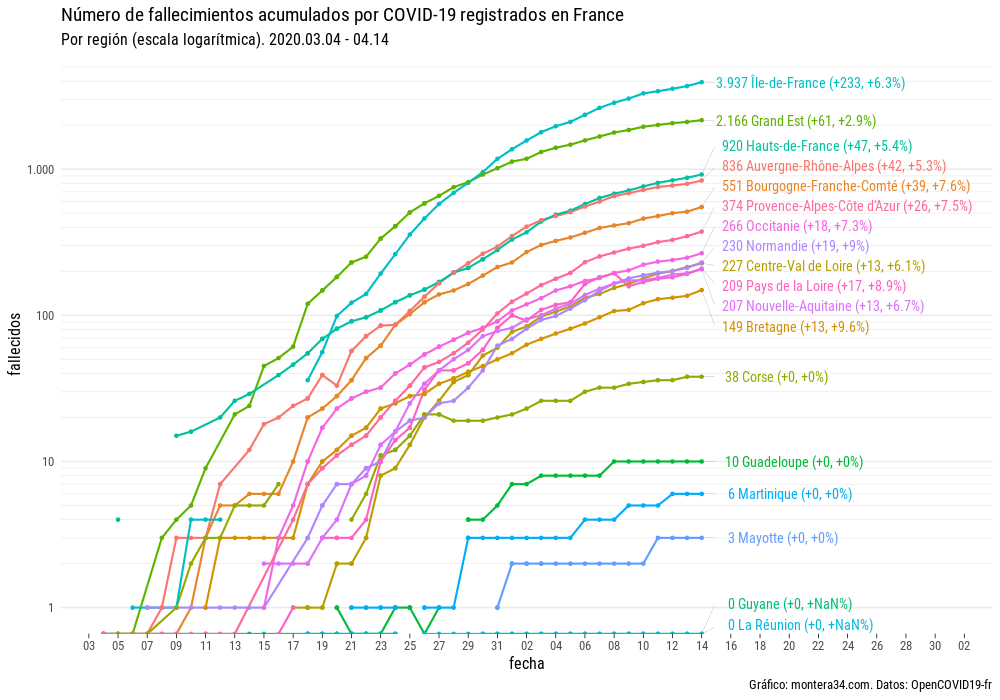 Número de fallecimientos acumulados por COVID-19 registrados en France
Por región (escala logarítmica). 2020.03.04 - 04.14
fallecidos
1.000
100
10
1
3.937 Île-de-France (+233, +6.3%)
2.166 Grand Est (+61, +2.9%)
920 Hauts-de-France (+47, +5.4%)
836 Auvergne-Rhône-Alpes (+42, +5.3%)
551 Bourgogne-Franche-Comté (+39, +7.6%)
374 Provence-Alpes-Côte d'Azur (+26, +7.5%)
266 Occitanie (+18, +7.3%)
230 Normandie (+19, +9%)
227 Centre-Val de Loire (+13, +6.1%)
209 Pays de la Loire (+17, +8.9%)
207 Nouvelle-Aquitaine (+13, +6.7%)
149 Bretagne (+13, +9.6%)
38 Corse (+0, +0%)
10 Guadeloupe (+0, +0%)
6 Martinique (+0, +0%)
3 Mayotte (+0, +0%)
0 Guyane (+0, +NaN%)
0 La Réunion (+0, +NaN%)
03 05 07 09 11 13 15 17 19 21 23 25 27 29 31 02 04 06 08 10 12 14 16 18 20 22 24 26 28 30 02
fecha
Gráfico: montera34.com. Datos: OpenCOVID19-fr